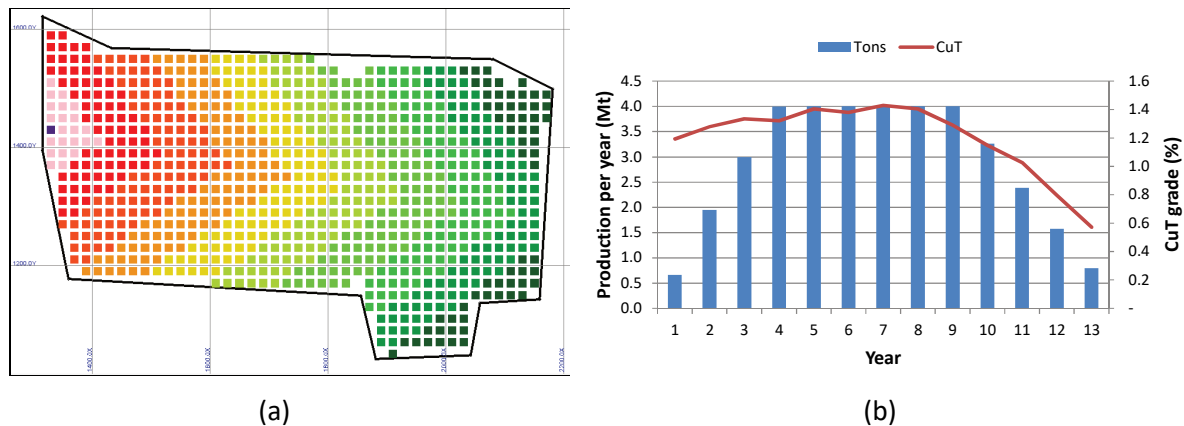 1600.0Y
1400.0Y
1200.0Y
1400.0X
1600.0X
1800.0X
2000.0X
2200.0X
(a)
Tons CuT
Production per year (Mt)
4.5
4.0
3.5
3.0
2.5
2.0
1.5
1.0
0.5
0.0
1.6
1.4
1.2
1.0
0.8
0.6
0.4
0.2
-
CuT grade (%)
1 2 3 4 5 6 7 8 9 10 11 12 13
Year
(b)